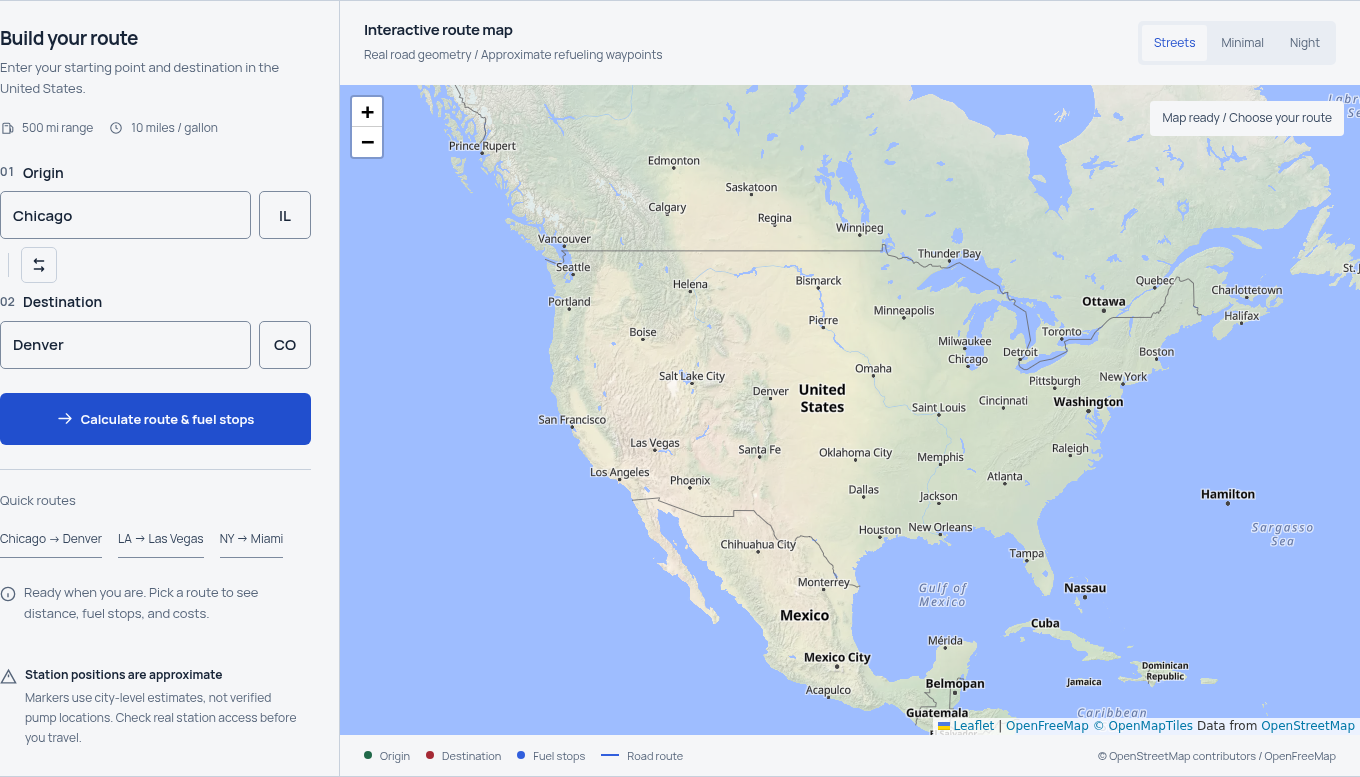 Build your route
Enter your starting point and destination in the
United States.
500 mi range
10 miles / gallon
01 Origin
Chicago
IL
02 Destination
Denver
CO
Calculate route & fuel stops
Quick routes
Chicago → Denver
LA → Las Vegas
NY → Miami
Ready when you are. Pick a route to see
distance, fuel stops, and costs.
Station positions are approximate
Markers use city-level estimates, not verified
pump locations. Check real station access before
you travel.
Interactive route map
Real road geometry / Approximate refueling waypoints
Streets
Minimal
Night
+
−
Map ready / Choose your route
Prince Rupert
Edmonton
Saskatoon
Calgary
Regina
Winnipeg
Vancouver
Thunder Bay
Seattle
Helena
Bismarck
Quebec
Charlottetown
Portland
Ottawa
Minneapolis
Halifax
Pierre
Boise
Toronto
Milwaukee
Detroit
Boston
Chicago
Omaha
Salt Lake City
Pittsburgh
New York
Denver
United
States
Cincinnati
Washington
Saint Louis
San Francisco
Las Vegas
Santa Fe
Oklahoma City
Memphis
Raleigh
Los Angeles
Phoenix
Atlanta
Dallas
Jackson
Hamilton
Houston
New Orleans
Sargasso
Sea
Chihuahua City
Tampa
Monterrey
Gulf of
Mexico
Nassau
Mexico
Cuba
Mérida
Mexico City
Dominican
Republic
Jamaica
Belmopan
Acapulco
Guatemala
Caribbean
Leaflet | OpenFreeMap © OpenMapTiles Data from OpenStreetMap
Origin
Destination
Fuel stops
Road route
© OpenStreetMap contributors / OpenFreeMap